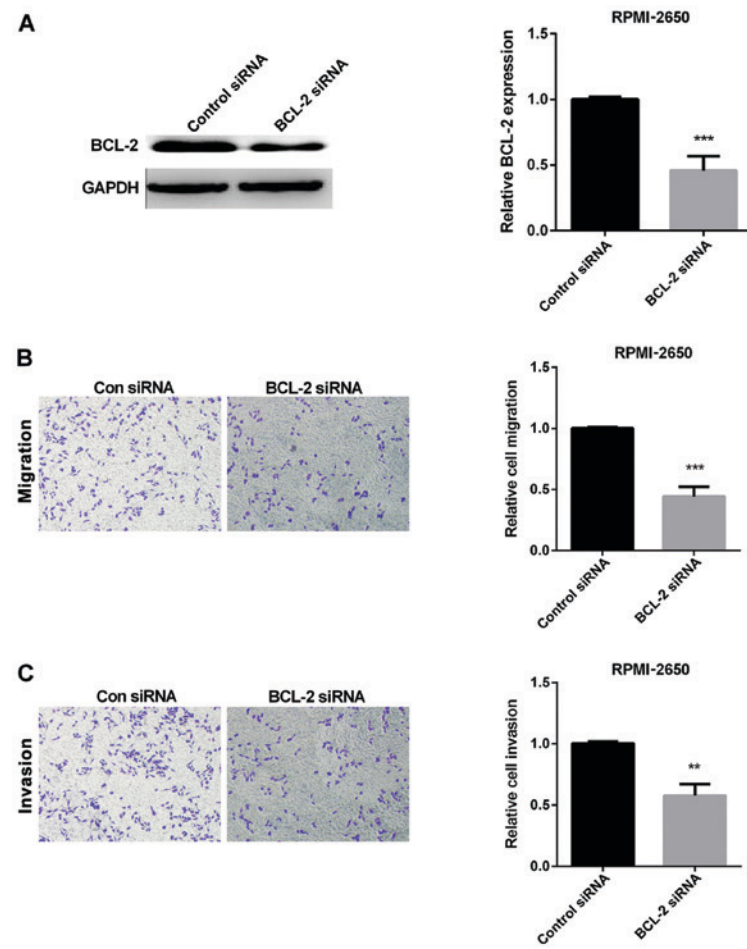 A
Control siRNA
BCL-2 siRNA
BCL-2
GAPDH
RPMI-2650
Relative BCL-2 expression
1.5
1.0
0.5
0.0
***
Control siRNA
BCL-2 siRNA
B
Con siRNA
BCL-2 siRNA
Migration
RPMI-2650
Relative cell migration
1.5
1.0
0.5
0.0
***
Control siRNA
BCL-2 siRNA
C
Con siRNA
BCL-2 siRNA
Invasion
RPMI-2650
Relative cell invasion
1.5
1.0
0.5
0.0
**
Control siRNA
BCL-2 siRNA